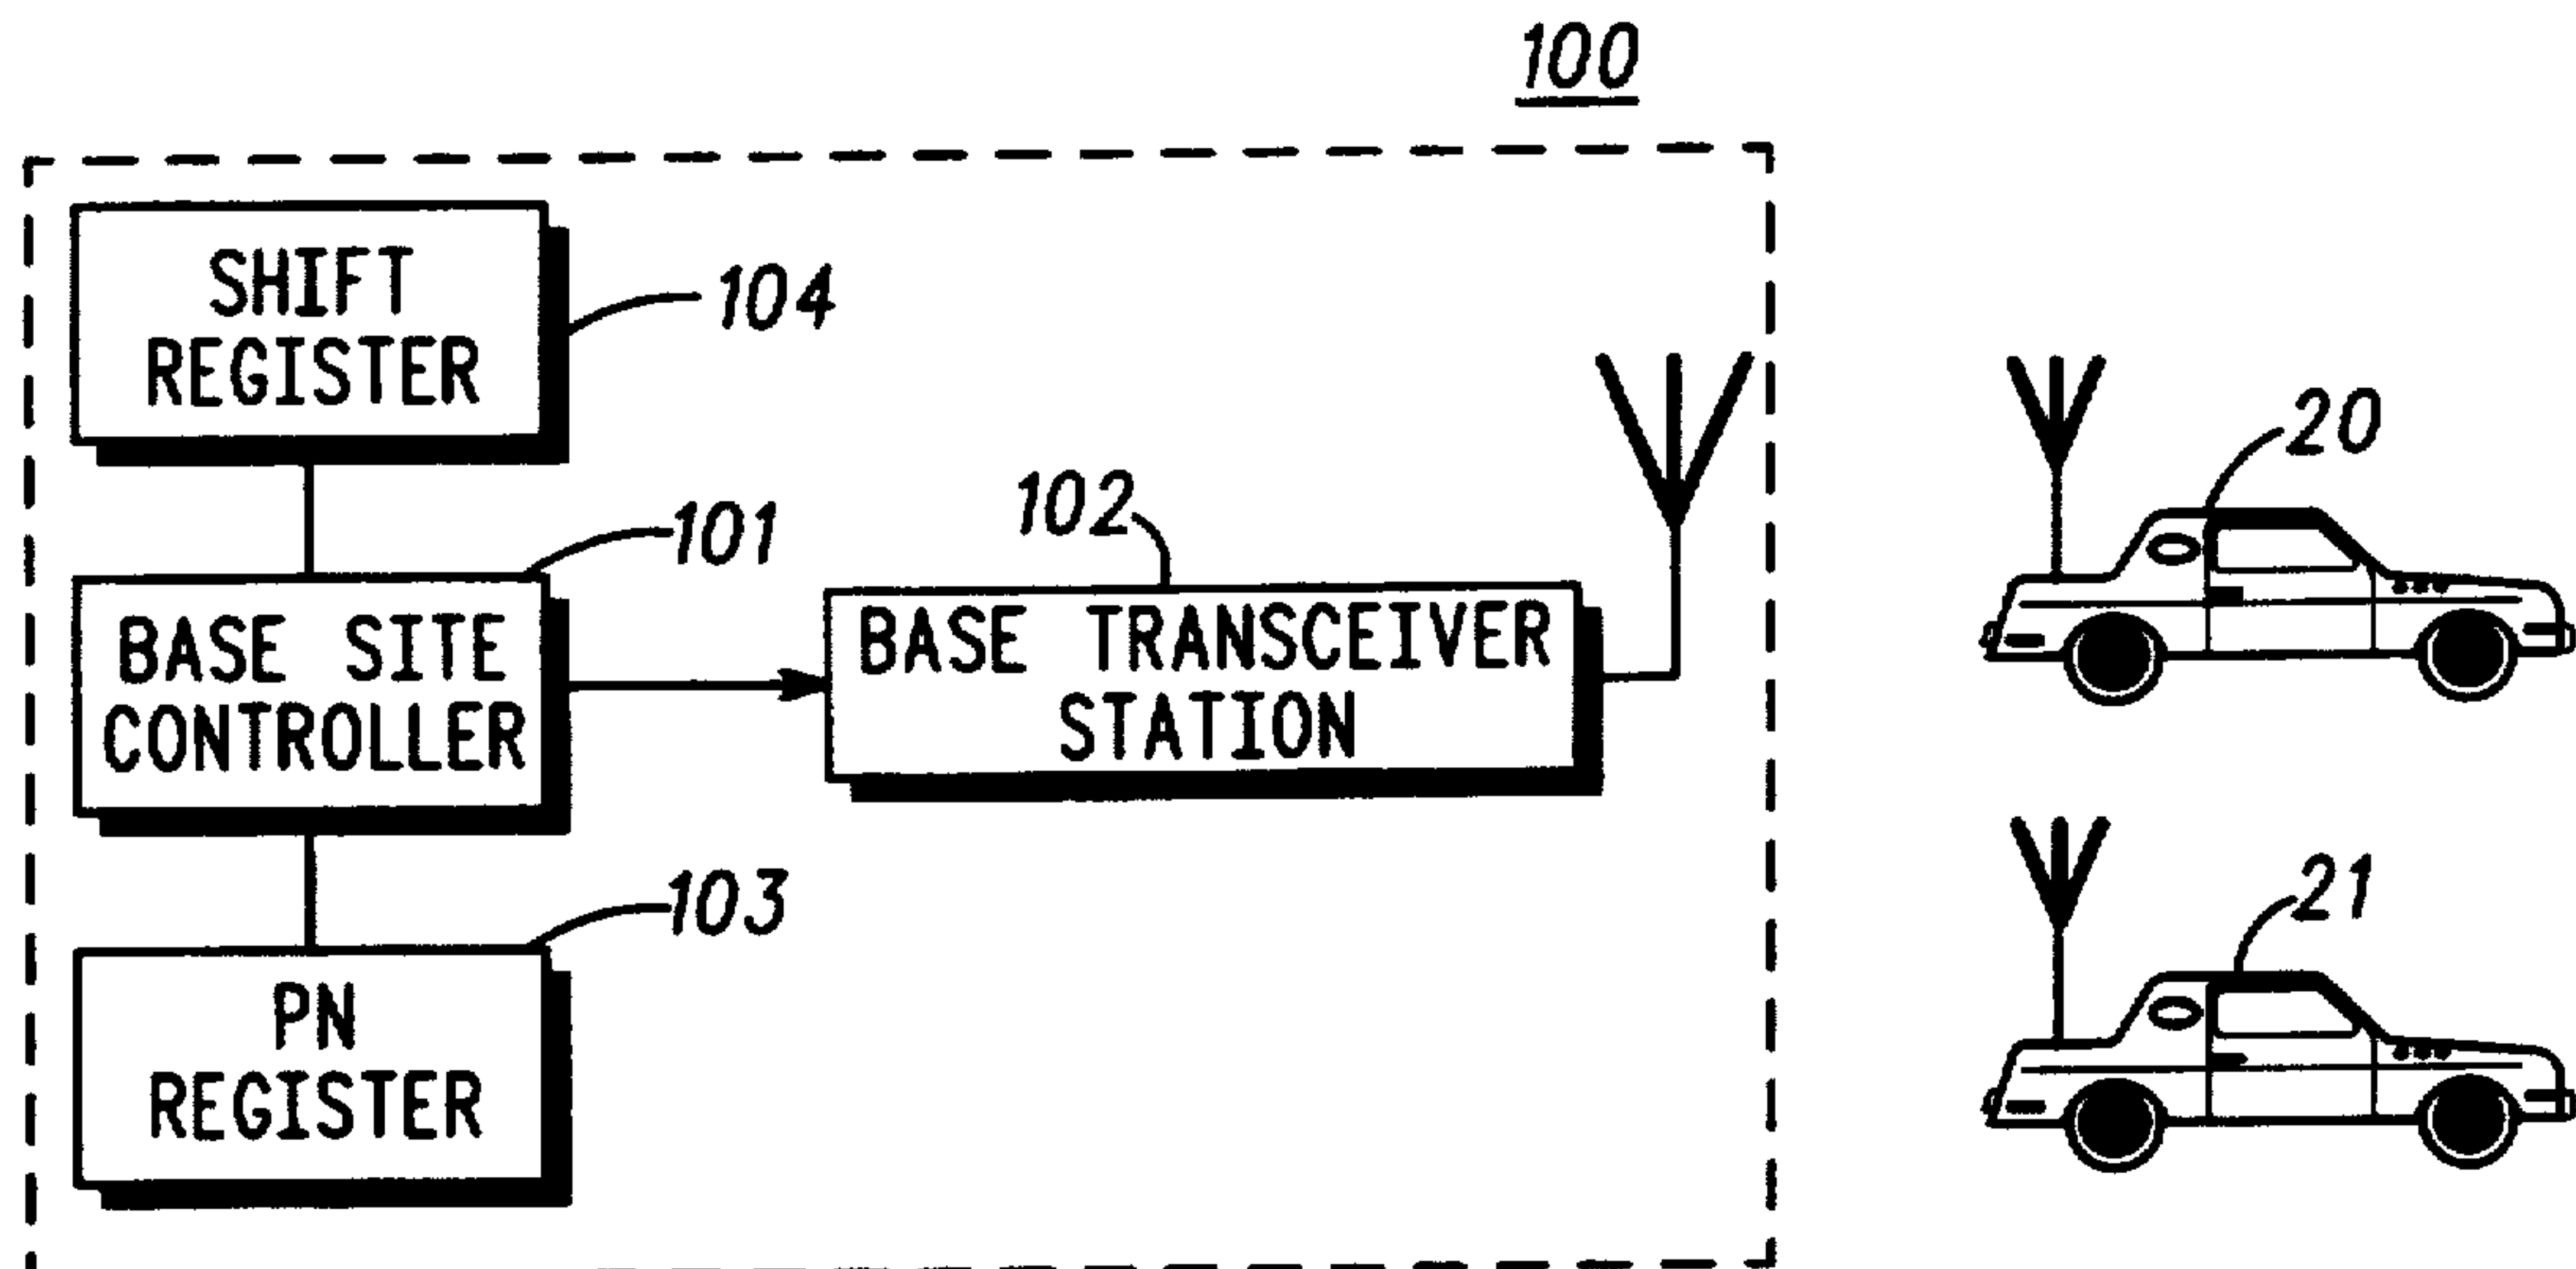 100
SHIFT
REGISTER
104
101
102
20
BASE SITE
CONTROLLER
BASE TRANSCEIVER
STATION
103
21
PN
REGISTER